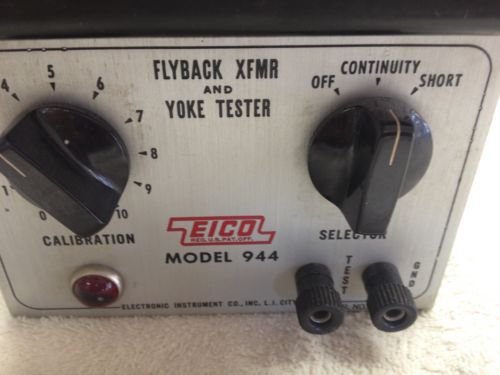 FLYBACK XFMR
AND
YOKE TESTER
OFF
CONTINUITY
SHORT
4
5
6
7
8
9
10
0
1
CALIBRATION
EICO
REG. U.S. PAT. OFF.
MODEL 944
SELECTOR
TEST
GND
ELECTRONIC INSTRUMENT CO., INC. L.I. CITY
NO.